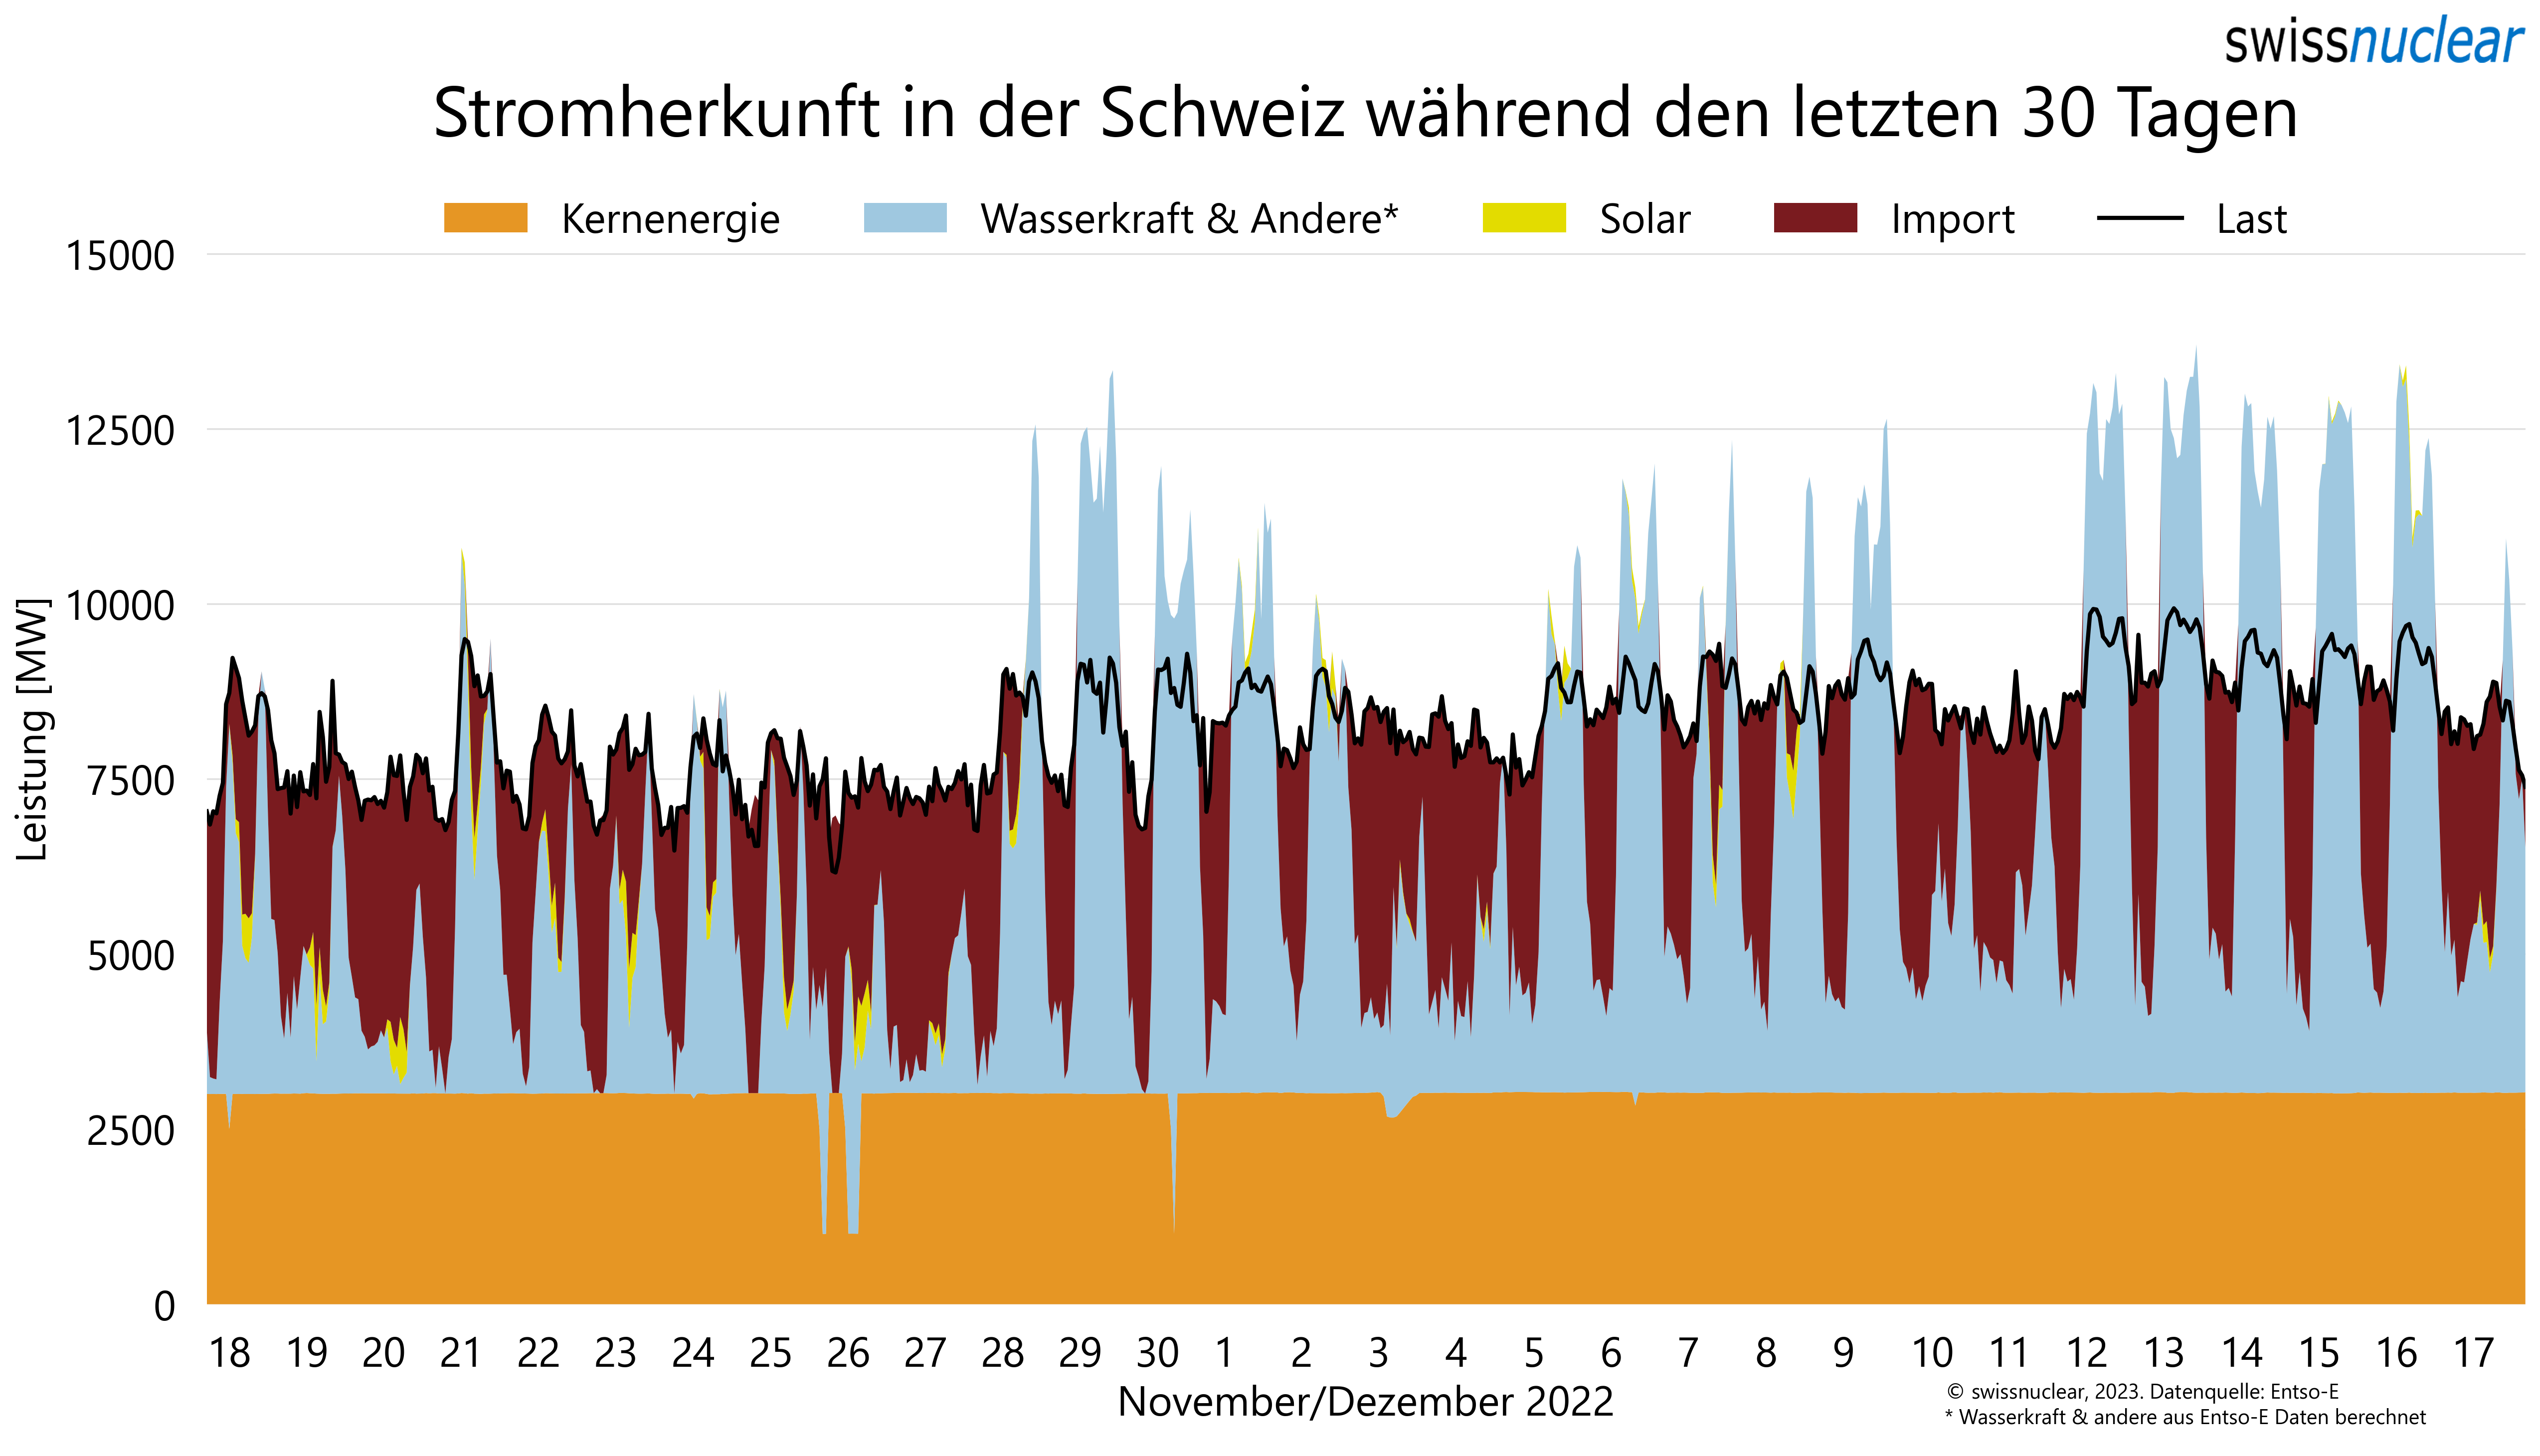 swissnuclear
Stromherkunft in der Schweiz während den letzten 30 Tagen
Kernenergie Wasserkraft & Andere* Solar Import Last
15000
12500
10000
7500
5000
2500
0
Leistung [MW]
18 19 20 21 22 23 24 25 26 27 28 29 30 1 2 3 4 5 6 7 8 9 10 11 12 13 14 15 16 17
November/Dezember 2022
© swissnuclear, 2023. Datenquelle: Entso-E
* Wasserkraft & andere aus Entso-E Daten berechnet